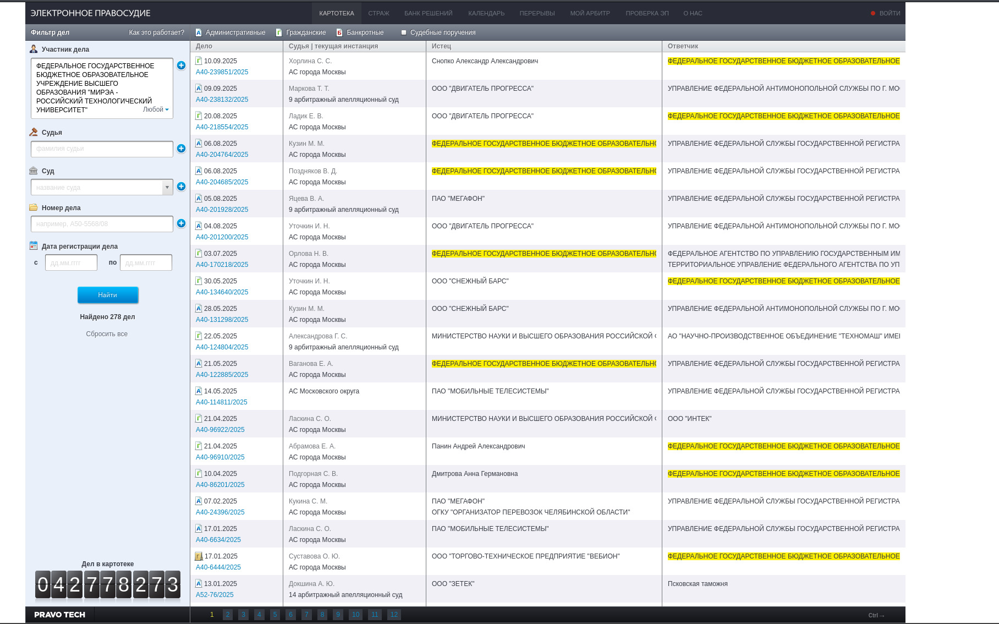 ЭЛЕКТРОННОЕ ПРАВОСУДИЕ
КАРТОТЕКА СТРАЖ БАНК РЕШЕНИЙ КАЛЕНДАРЬ ПЕРЕРЫВЫ МОЙ АРБИТР ПРОВЕРКА ЭП О НАС
ВОЙТИ
Фильтр дел Как это работает?
А Административные Г Гражданские Б Банкротные Судебные поручения
Участник дела
ФЕДЕРАЛЬНОЕ ГОСУДАРСТВЕННОЕ
БЮДЖЕТНОЕ ОБРАЗОВАТЕЛЬНОЕ
УЧРЕЖДЕНИЕ ВЫСШЕГО
ОБРАЗОВАНИЯ "МИРЭА -
РОССИЙСКИЙ ТЕХНОЛОГИЧЕСКИЙ
УНИВЕРСИТЕТ" Любой
Судья
фамилия судьи
Суд
название суда
Номер дела
например, А50-5568/08
Дата регистрации дела
с дд.мм.гггг по дд.мм.гггг
Найти
Найдено 278 дел
Сбросить все
Дел в картотеке
042778273
PRAVO TECH
Дело Судья | текущая инстанция Истец Ответчик
Г 10.09.2025 Хорлина С. С. Снопко Александр Александрович ФЕДЕРАЛЬНОЕ ГОСУДАРСТВЕННОЕ БЮДЖЕТНОЕ ОБРАЗОВАТЕЛЬНОЕ
А40-239851/2025 АС города Москвы
А 09.09.2025 Маркова Т. Т. ООО "ДВИГАТЕЛЬ ПРОГРЕССА" УПРАВЛЕНИЕ ФЕДЕРАЛЬНОЙ АНТИМОНОПОЛЬНОЙ СЛУЖБЫ ПО Г. МО
А40-238132/2025 9 арбитражный апелляционный суд
Г 20.08.2025 Ладик Е. В. ООО "ДВИГАТЕЛЬ ПРОГРЕССА" ФЕДЕРАЛЬНОЕ ГОСУДАРСТВЕННОЕ БЮДЖЕТНОЕ ОБРАЗОВАТЕЛЬНОЕ
А40-218554/2025 АС города Москвы
А 06.08.2025 Кузин М. М. ФЕДЕРАЛЬНОЕ ГОСУДАРСТВЕННОЕ БЮДЖЕТНОЕ ОБРАЗОВАТЕЛЬНО УПРАВЛЕНИЕ ФЕДЕРАЛЬНОЙ СЛУЖБЫ ГОСУДАРСТВЕННОЙ РЕГИСТРА
А40-204764/2025 АС города Москвы
А 06.08.2025 Поздняков В. Д. ФЕДЕРАЛЬНОЕ ГОСУДАРСТВЕННОЕ БЮДЖЕТНОЕ ОБРАЗОВАТЕЛЬНО УПРАВЛЕНИЕ ФЕДЕРАЛЬНОЙ СЛУЖБЫ ГОСУДАРСТВЕННОЙ РЕГИСТРА
А40-204685/2025 АС города Москвы
А 05.08.2025 Яцева В. А. ПАО "МЕГАФОН" УПРАВЛЕНИЕ ФЕДЕРАЛЬНОЙ СЛУЖБЫ ГОСУДАРСТВЕННОЙ РЕГИСТРА
А40-201928/2025 9 арбитражный апелляционный суд
А 04.08.2025 Уточкин И. Н. ООО "ДВИГАТЕЛЬ ПРОГРЕССА" УПРАВЛЕНИЕ ФЕДЕРАЛЬНОЙ АНТИМОНОПОЛЬНОЙ СЛУЖБЫ ПО Г. МО
А40-201200/2025 АС города Москвы
Г 03.07.2025 Орлова Н. В. ФЕДЕРАЛЬНОЕ ГОСУДАРСТВЕННОЕ БЮДЖЕТНОЕ ОБРАЗОВАТЕЛЬНО ФЕДЕРАЛЬНОЕ АГЕНТСТВО ПО УПРАВЛЕНИЮ ГОСУДАРСТВЕННЫМ ИМ
А40-170218/2025 АС города Москвы ТЕРРИТОРИАЛЬНОЕ УПРАВЛЕНИЕ ФЕДЕРАЛЬНОГО АГЕНТСТВА ПО УП
Г 30.05.2025 Уточкин И. Н. ООО "СНЕЖНЫЙ БАРС" ФЕДЕРАЛЬНОЕ ГОСУДАРСТВЕННОЕ БЮДЖЕТНОЕ ОБРАЗОВАТЕЛЬНОЕ
А40-134640/2025 АС города Москвы
А 28.05.2025 Кузин М. М. ООО "СНЕЖНЫЙ БАРС" УПРАВЛЕНИЕ ФЕДЕРАЛЬНОЙ АНТИМОНОПОЛЬНОЙ СЛУЖБЫ ПО Г. МО
А40-131298/2025 АС города Москвы
Г 22.05.2025 Александрова Г. С. МИНИСТЕРСТВО НАУКИ И ВЫСШЕГО ОБРАЗОВАНИЯ РОССИЙСКОЙ Ф АО "НАУЧНО-ПРОИЗВОДСТВЕННОЕ ОБЪЕДИНЕНИЕ "ТЕХНОМАШ" ИМЕ
А40-124804/2025 9 арбитражный апелляционный суд
А 21.05.2025 Ваганова Е. А. ФЕДЕРАЛЬНОЕ ГОСУДАРСТВЕННОЕ БЮДЖЕТНОЕ ОБРАЗОВАТЕЛЬНО УПРАВЛЕНИЕ ФЕДЕРАЛЬНОЙ СЛУЖБЫ ГОСУДАРСТВЕННОЙ РЕГИСТРА
А40-122885/2025 АС города Москвы
А 14.05.2025 АС Московского округа ПАО "МОБИЛЬНЫЕ ТЕЛЕСИСТЕМЫ" УПРАВЛЕНИЕ ФЕДЕРАЛЬНОЙ СЛУЖБЫ ГОСУДАРСТВЕННОЙ РЕГИСТРА
А40-114811/2025
Г 21.04.2025 Ласкина С. О. МИНИСТЕРСТВО НАУКИ И ВЫСШЕГО ОБРАЗОВАНИЯ РОССИЙСКОЙ Ф ООО "ИНТЕК"
А40-96922/2025 АС города Москвы
Г 21.04.2025 Абрамова Е. А. Панин Андрей Александрович ФЕДЕРАЛЬНОЕ ГОСУДАРСТВЕННОЕ БЮДЖЕТНОЕ ОБРАЗОВАТЕЛЬНОЕ
А40-96910/2025 АС города Москвы
Г 10.04.2025 Подгорная С. В. Дмитрова Анна Германовна ФЕДЕРАЛЬНОЕ ГОСУДАРСТВЕННОЕ БЮДЖЕТНОЕ ОБРАЗОВАТЕЛЬНОЕ
А40-86201/2025 АС города Москвы
А 07.02.2025 Кукина С. М. ПАО "МЕГАФОН" УПРАВЛЕНИЕ ФЕДЕРАЛЬНОЙ СЛУЖБЫ ГОСУДАРСТВЕННОЙ РЕГИСТРА
А40-24396/2025 АС города Москвы ОГКУ "ОРГАНИЗАТОР ПЕРЕВОЗОК ЧЕЛЯБИНСКОЙ ОБЛАСТИ"
А 17.01.2025 Ласкина С. О. ПАО "МОБИЛЬНЫЕ ТЕЛЕСИСТЕМЫ" УПРАВЛЕНИЕ ФЕДЕРАЛЬНОЙ СЛУЖБЫ ГОСУДАРСТВЕННОЙ РЕГИСТРА
А40-6634/2025 АС города Москвы
Г 17.01.2025 Суставова О. Ю. ООО "ТОРГОВО-ТЕХНИЧЕСКОЕ ПРЕДПРИЯТИЕ "ВЕБИОН" ФЕДЕРАЛЬНОЕ ГОСУДАРСТВЕННОЕ БЮДЖЕТНОЕ ОБРАЗОВАТЕЛЬНОЕ
А40-6444/2025 АС города Москвы
А 13.01.2025 Докшина А. Ю. ООО "ЗЕТЕК" Псковская таможня
А52-76/2025 14 арбитражный апелляционный суд
1 2 3 4 5 6 7 8 9 10 11 12
Ctrl →